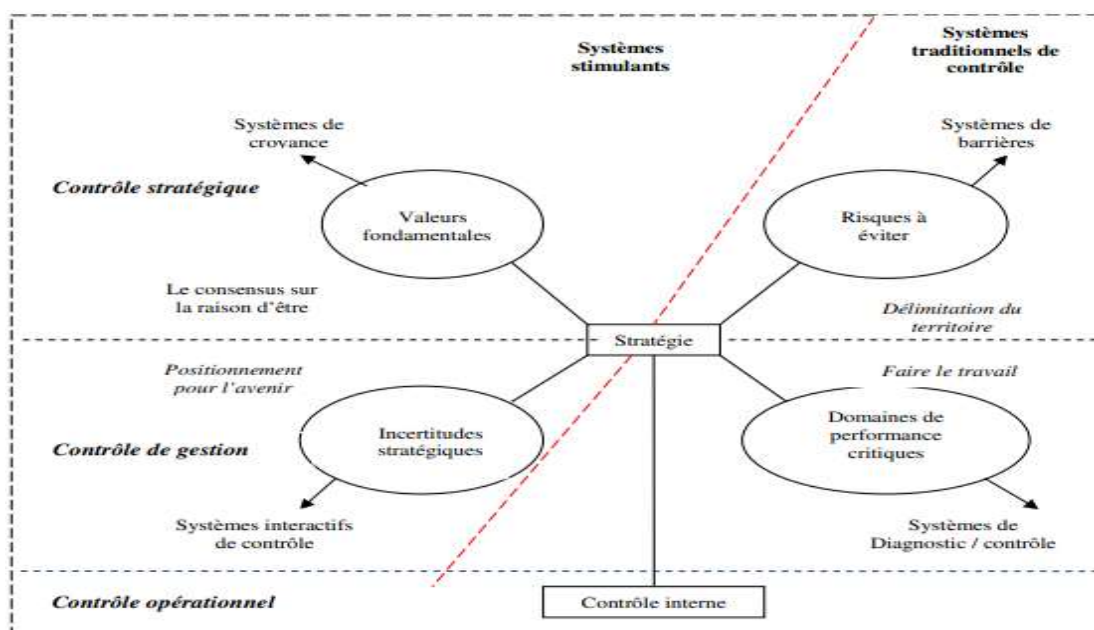 Systèmes
stimulants
Systèmes
traditionnels de
contrôle
Systèmes de
croyance
Systèmes de
barrières
Contrôle stratégique
Valeurs
fondamentales
Risques à
éviter
Le consensus sur
la raison d'être
Délimitation du
territoire
Stratégie
Positionnement
pour l'avenir
Faire le travail
Contrôle de gestion
Incertitudes
stratégiques
Domaines de
performance
critiques
Systèmes interactifs
de contrôle
Systèmes de
Diagnostic / contrôle
Contrôle opérationnel
Contrôle interne